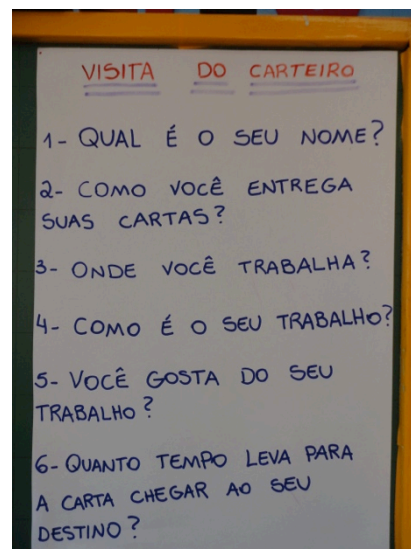 VISITA DO CARTEIRO
1- QUAL É O SEU NOME?
2- COMO VOCÊ ENTREGA
SUAS CARTAS?
3- ONDE VOCÊ TRABALHA?
4- COMO É O SEU TRABALHO?
5- VOCÊ GOSTA DO SEU
TRABALHO?
6- QUANTO TEMPO LEVA PARA
A CARTA CHEGAR AO SEU
DESTINO?